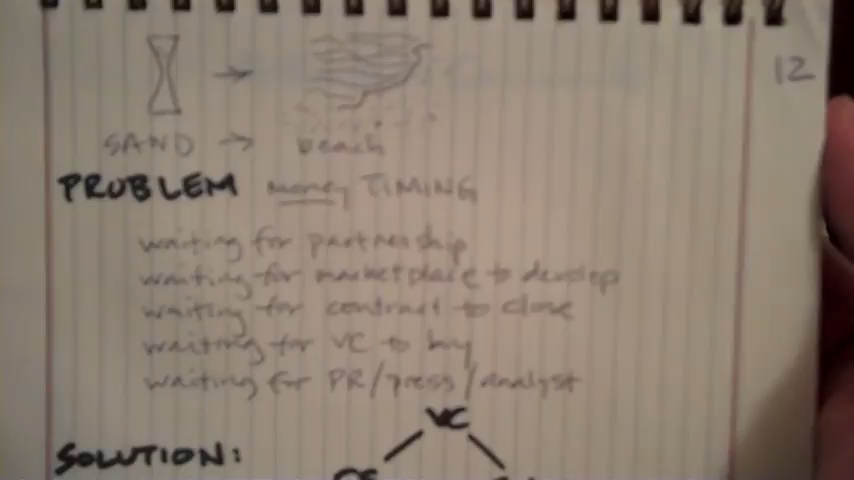 12
SAND → beach
PROBLEM money TIMING
waiting for partnership
waiting for marketplace to develop
waiting for contract to close
waiting for VC to buy
waiting for PR/press/analyst
VC
SOLUTION: